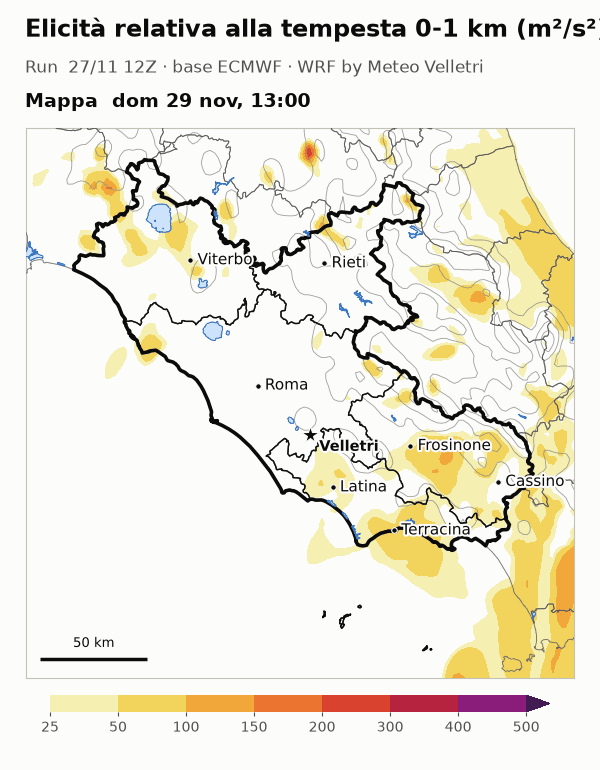 Elicità relativa alla tempesta 0-1 km (m²/s²)
Run 27/11 12Z · base ECMWF · WRF by Meteo Velletri
Mappa dom 29 nov, 13:00
Viterbo
Rieti
Roma
Velletri
Frosinone
Latina
Cassino
Terracina
50 km
25 50 100 150 200 300 400 500